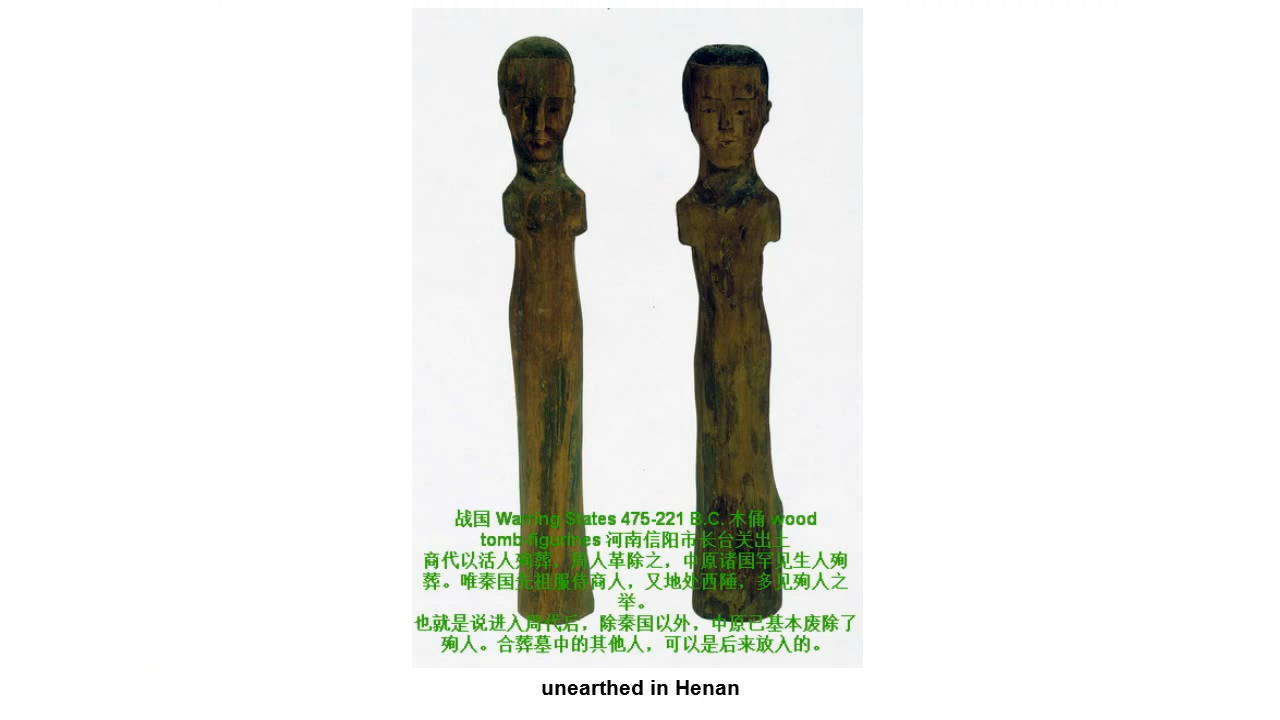 战国 Warring States 475-221 B.C. 木俑 wood
tomb figurines 河南信阳市长台关出土
商代以活人殉葬，周人革除之，中原诸国罕见生人殉
葬。唯秦国先祖服侍商人，又地处西陲，多见殉人之
举。
也就是说进入周代后，除秦国以外，中原已基本废除了
殉人。合葬墓中的其他人，可以是后来放入的。
unearthed in Henan